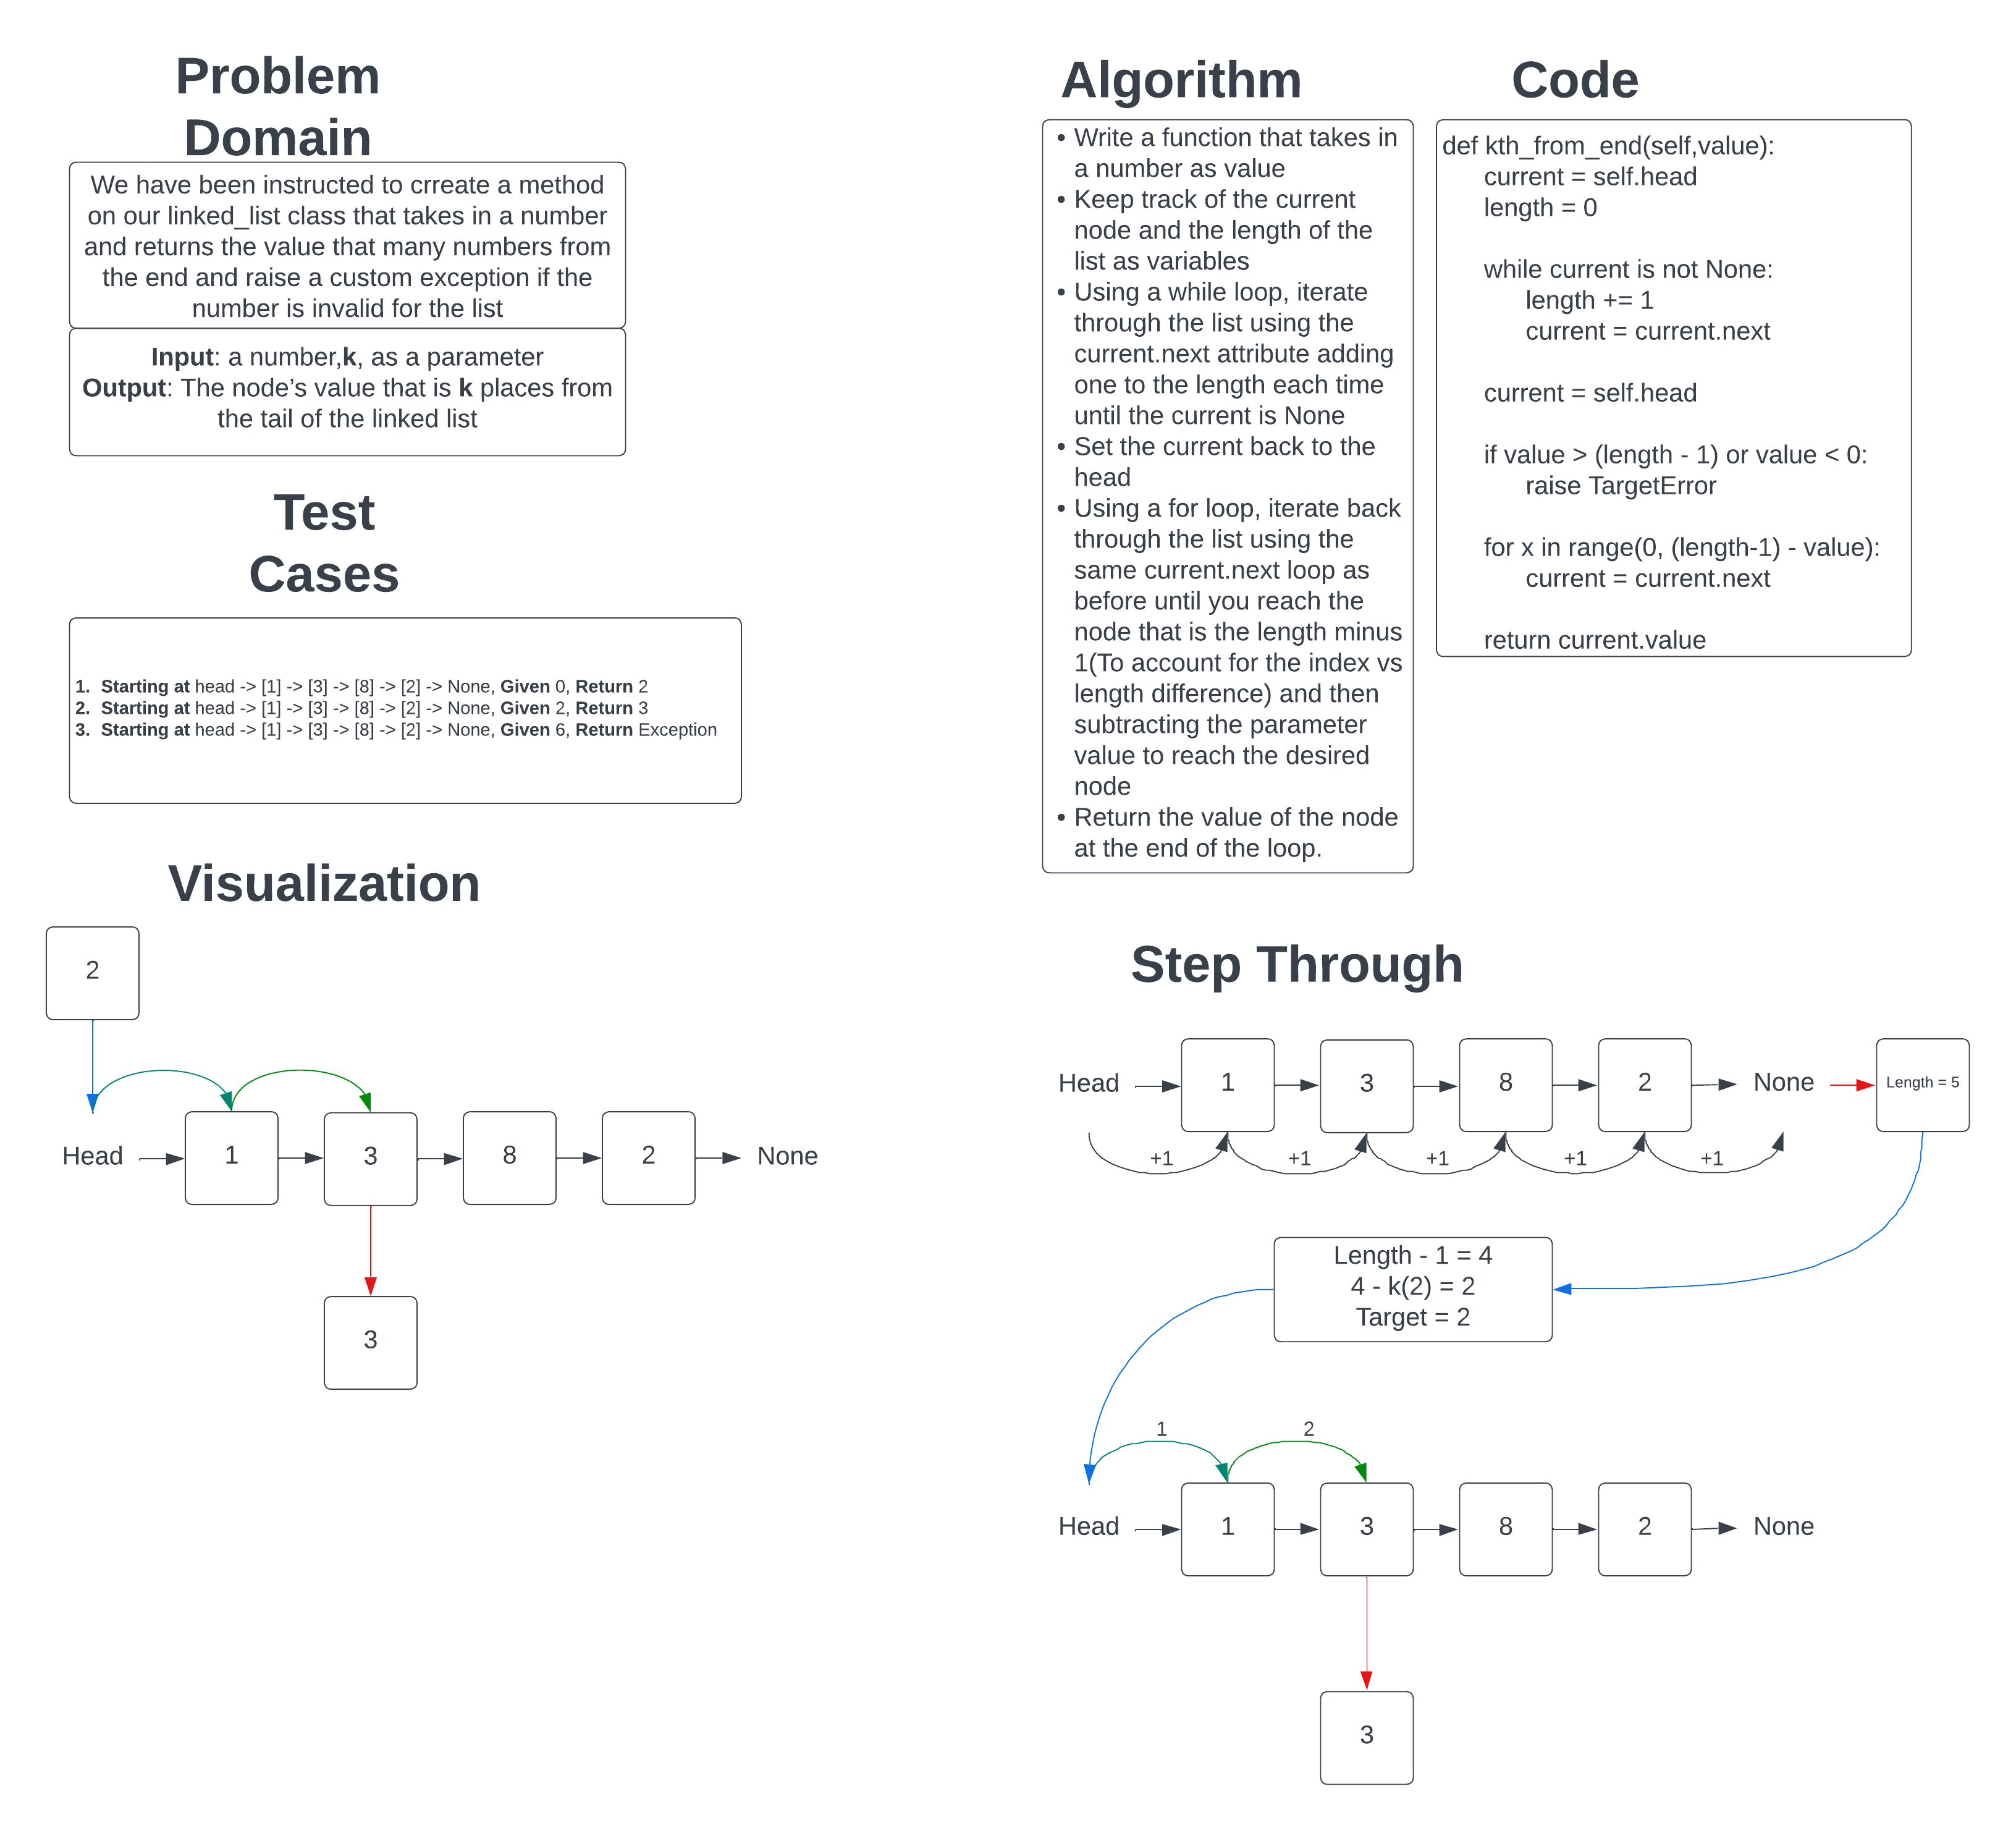 Problem
Domain
We have been instructed to crreate a method
on our linked_list class that takes in a number
and returns the value that many numbers from
the end and raise a custom exception if the
number is invalid for the list
Input: a number,k, as a parameter
Output: The node’s value that is k places from
the tail of the linked list
Test
Cases
1. Starting at head -> [1] -> [3] -> [8] -> [2] -> None, Given 0, Return 2
2. Starting at head -> [1] -> [3] -> [8] -> [2] -> None, Given 2, Return 3
3. Starting at head -> [1] -> [3] -> [8] -> [2] -> None, Given 6, Return Exception
Visualization
2
Head 1 3 8 2 None
3
Algorithm
• Write a function that takes in
a number as value
• Keep track of the current
node and the length of the
list as variables
• Using a while loop, iterate
through the list using the
current.next attribute adding
one to the length each time
until the current is None
• Set the current back to the
head
• Using a for loop, iterate back
through the list using the
same current.next loop as
before until you reach the
node that is the length minus
1(To account for the index vs
length difference) and then
subtracting the parameter
value to reach the desired
node
• Return the value of the node
at the end of the loop.
Code
def kth_from_end(self,value):
current = self.head
length = 0
while current is not None:
length += 1
current = current.next
current = self.head
if value > (length - 1) or value < 0:
raise TargetError
for x in range(0, (length-1) - value):
current = current.next
return current.value
Step Through
Head 1 3 8 2 None Length = 5
+1 +1 +1 +1 +1
Length - 1 = 4
4 - k(2) = 2
Target = 2
1 2
Head 1 3 8 2 None
3